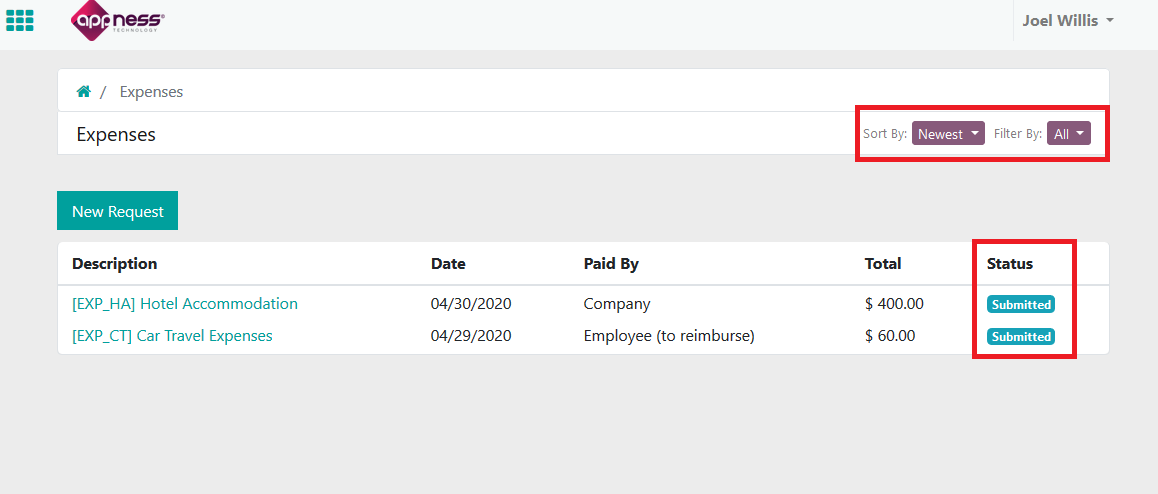 appness®
TECHNOLOGY
Joel Willis
/ Expenses
Expenses
Sort By: Newest Filter By: All
New Request
Description Date Paid By Total Status
[EXP_HA] Hotel Accommodation 04/30/2020 Company $ 400.00 Submitted
[EXP_CT] Car Travel Expenses 04/29/2020 Employee (to reimburse) $ 60.00 Submitted